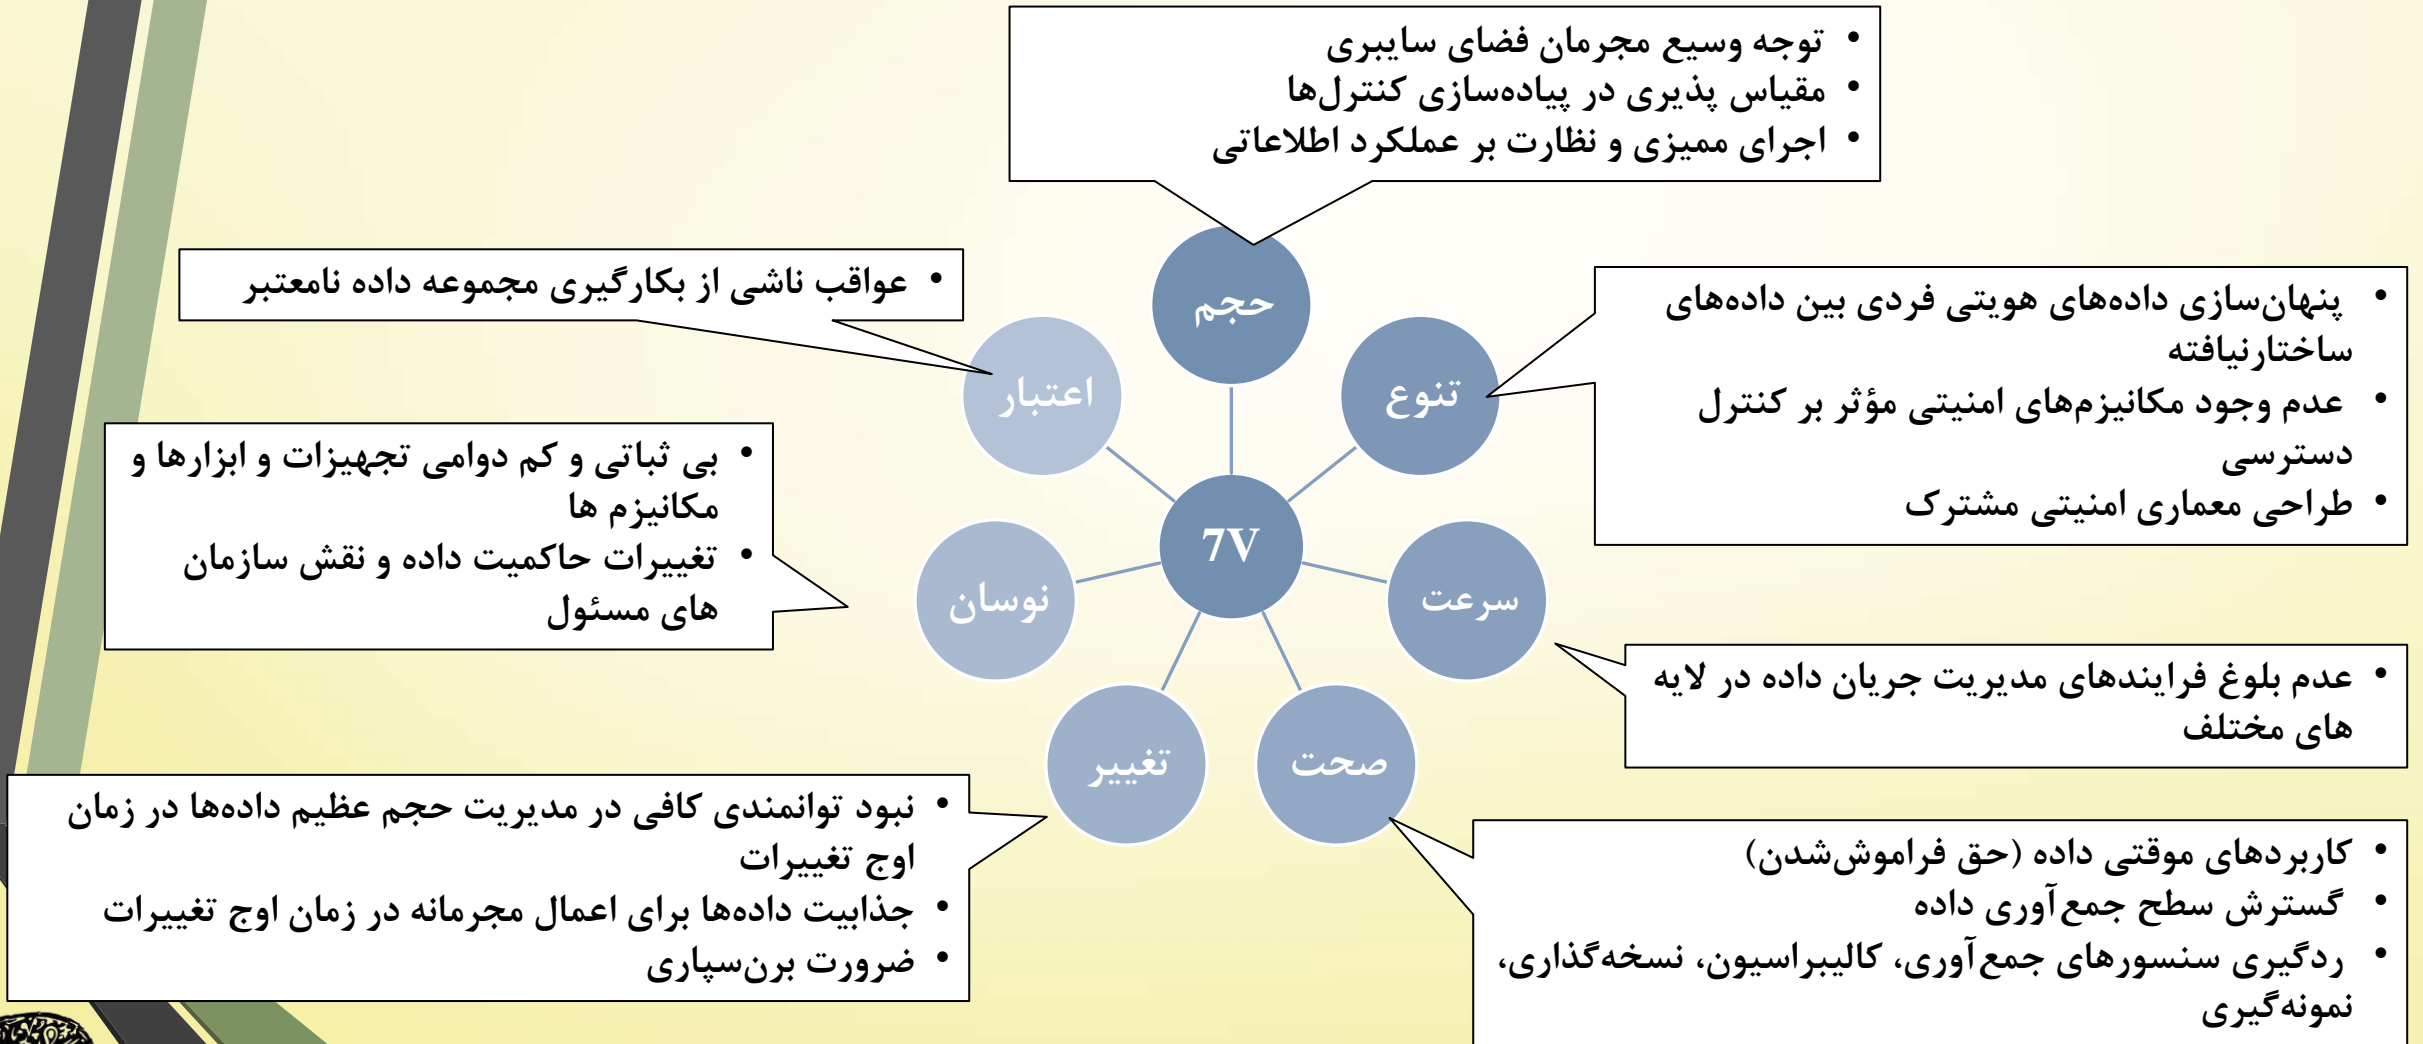 • توجه وسیع مجرمان فضای سایبری
• مقیاس پذیری در پیاده‌سازی کنترل‌ها
• اجرای ممیزی و نظارت بر عملکرد اطلاعاتی
حجم
• پنهان‌سازی داده‌های هویتی فردی بین داده‌های
ساختارنیافته
• عدم وجود مکانیزم‌های امنیتی مؤثر بر کنترل
دسترسی
• طراحی معماری امنیتی مشترک
تنوع
• عواقب ناشی از بکارگیری مجموعه داده نامعتبر
اعتبار
• بی ثباتی و کم دوامی تجهیزات و ابزارها و
مکانیزم ها
• تغییرات حاکمیت داده و نقش سازمان
های مسئول
نوسان
7V
سرعت
• عدم بلوغ فرایندهای مدیریت جریان داده در لایه
های مختلف
صحت
• کاربردهای موقتی داده (حق فراموش‌شدن)
• گسترش سطح جمع‌آوری داده
• ردگیری سنسورهای جمع‌آوری، کالیبراسیون، نسخه‌گذاری،
نمونه‌گیری
تغییر
• نبود توانمندی کافی در مدیریت حجم عظیم داده‌ها در زمان
اوج تغییرات
• جذابیت داده‌ها برای اعمال مجرمانه در زمان اوج تغییرات
• ضرورت برن‌سپاری